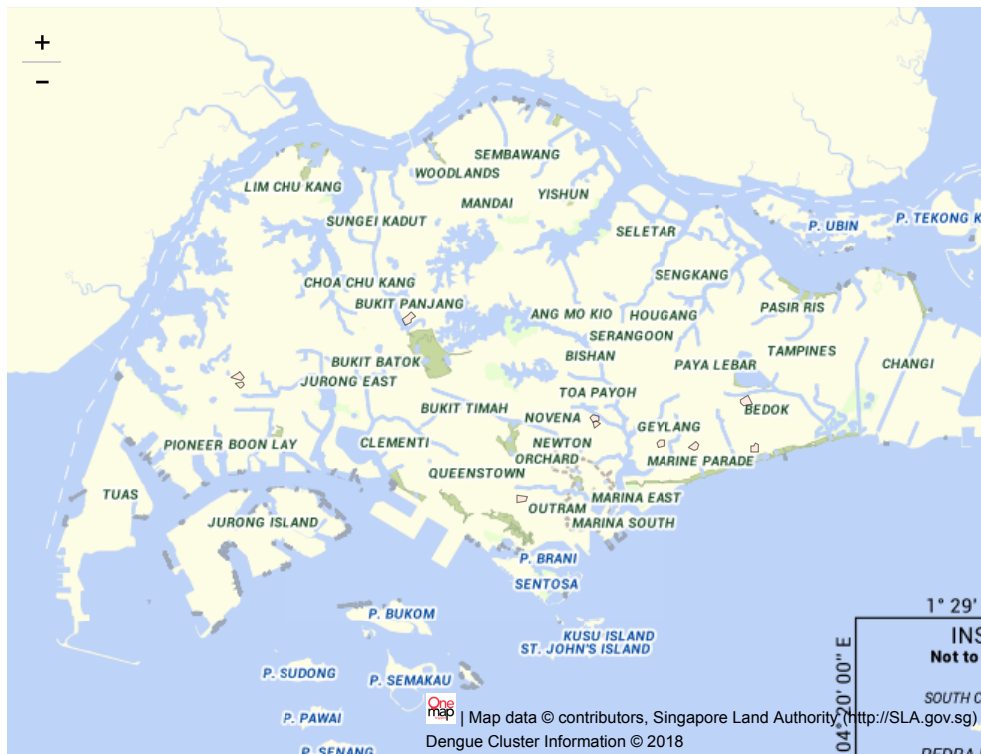 +
−
SEMBAWANG
WOODLANDS
LIM CHU KANG
YISHUN
MANDAI
SUNGEI KADUT
P. TEKONG K
P. UBIN
SELETAR
SENGKANG
CHOA CHU KANG
BUKIT PANJANG
PASIR RIS
ANG MO KIO
HOUGANG
SERANGOON
TAMPINES
BISHAN
BUKIT BATOK
PAYA LEBAR
CHANGI
JURONG EAST
TOA PAYOH
BUKIT TIMAH
BEDOK
NOVENA
GEYLANG
PIONEER BOON LAY
CLEMENTI
NEWTON
ORCHARD
MARINE PARADE
QUEENSTOWN
TUAS
MARINA EAST
OUTRAM
JURONG ISLAND
MARINA SOUTH
P. BRANI
SENTOSA
P. BUKOM
KUSU ISLAND
ST. JOHN'S ISLAND
P. SUDONG
P. SEMAKAU
P. PAWAI
P. SENANG
1° 29'
INS
Not to
04° 20' 00" E
SOUTH C
PEDRA
One map | Map data © contributors, Singapore Land Authority (http://SLA.gov.sg)
Dengue Cluster Information © 2018